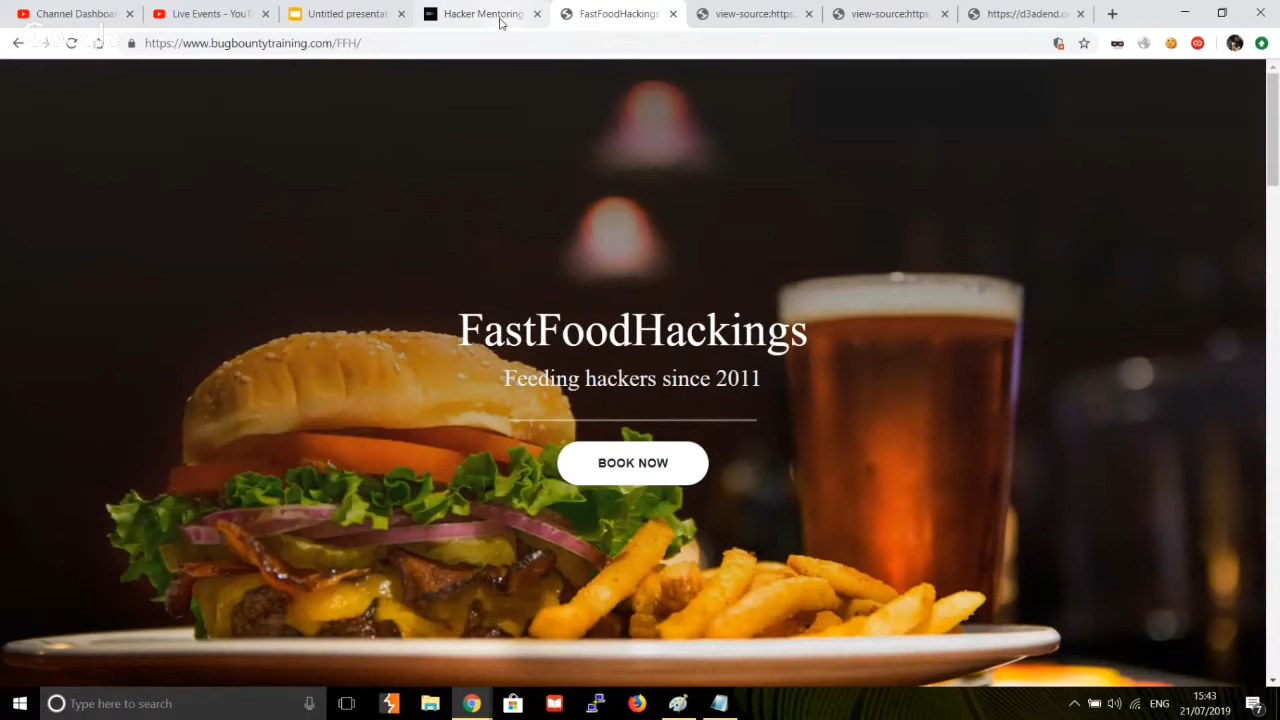 Channel Dashboar
Live Events - YouT
Untitled presentat
Hacker Mentoring
FastFoodHackings
view-source:https:
view-source:https:
https://d3adend.o
https://www.bugbountytraining.com/FFH/
FastFoodHackings
Feeding hackers since 2011
BOOK NOW
Type here to search
ENG
15:43
21/07/2019
7